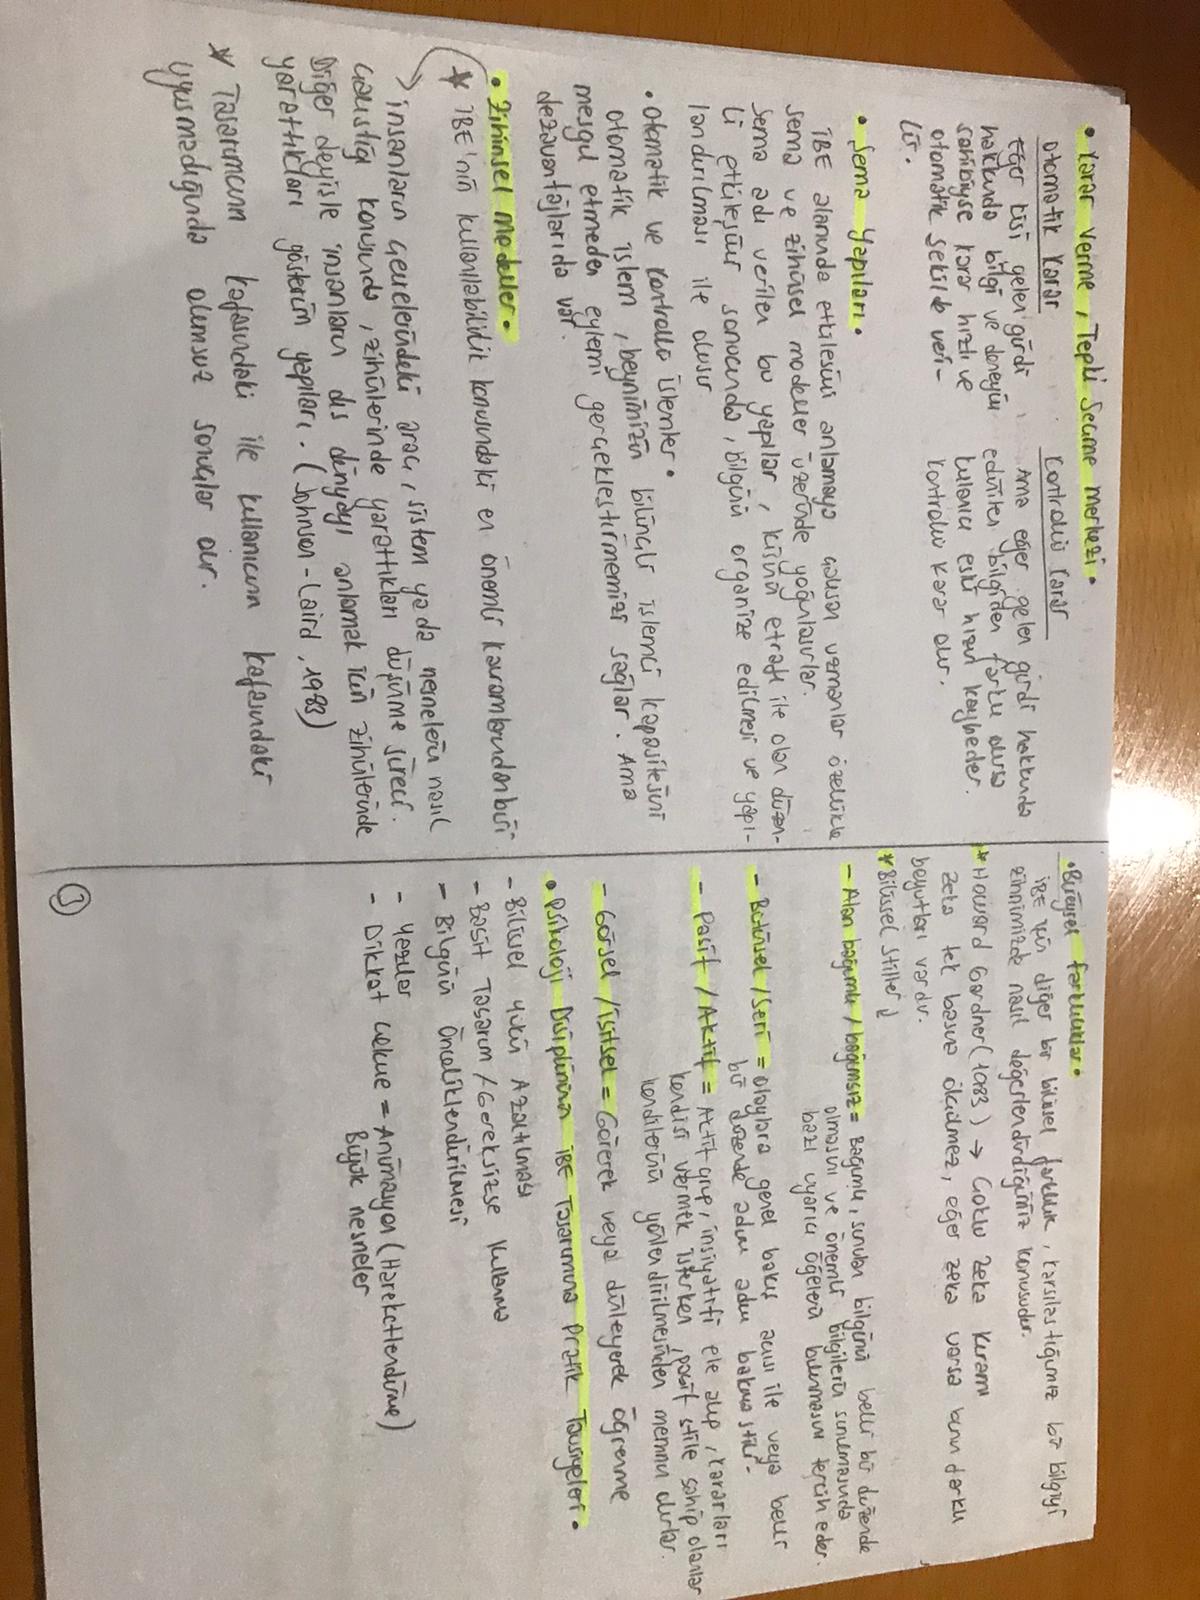 • Karar Verme, Tepki Seçme Merkezi •
Otomatik Karar
Eğer kişi gelen girdi
hakkında bilgi ve deneyim
sahibiyse karar hızlı ve
otomatik şekilde veri-
lir.
Kontrollü Karar
Ama eğer gelen girdi hakkında
edinilen bilgiden farklı olursa
kullanıcı eski hızını kaybeder.
Kontrollü karar olur.
• Şema Yapıları •
İBE alanında etkileşimi anlamaya çalışan uzmanlar özellikle
şema ve zihinsel modeller üzerinde yoğunlaşırlar.
Şema adı verilen bu yapılar, kişinin etrafı ile olan düzen-
li etkileşim sonucunda, bilginin organize edilmesi ve yapı-
landırılması ile oluşur
• Otomatik ve Kontrollü işlemler •
Otomatik işlem, beynimizin bilinçli işlemci kapasitesini
meşgul etmeden eylemi gerçekleştirmemizi sağlar. Ama
dezavantajları da var.
• Zihinsel Modeller •
* İBE'nin kullanılabilirlik konusundaki en önemli kavramlarından biri
→ insanların çevrelerindeki araç, sistem ya da nesnelerin nasıl
çalıştığı konusunda, zihinlerinde yarattıkları düşünme süreci.
Diğer deyişle insanların dış dünyayı anlamak için zihinlerinde
yarattıkları gösterim yapıları. (Johnson-Laird, 1983)
* Tasarımcının kafasındaki ile kullanıcının kafasındaki
uyuşmadığında olumsuz sonuçlar olur.
• Bireysel Farklılıklar •
İBE için diğer bir bilişsel farklılık, karşılaştığımız bir bilgiyi
zihnimizde nasıl değerlendirdiğimiz konusudur.
* Howard Gardner (1983) → Çoklu Zeka Kuramı
Zeka tek başına ölçülmez, eğer zeka varsa bunun farklı
boyutları vardır.
* Bilişsel Stiller ↓
- Alan bağımlı / bağımsız = Bağımlı, sunulan bilginin belli bir düzende
olmasını ve önemli bilgilerin sunulmasında
bazı uyarıcı öğelerin bulunmasını tercih eder.
- Bütünsel / Seri = olaylara genel bakış açısı ile veya belli
bir düzende adım adım bakma stili.
- Pasif / Aktif = Aktif grup, insiyatifi ele alıp, kararları
kendisi vermek isterken, pasif stile sahip olanlar
kendilerinin yönlendirilmesinden memnun olurlar.
- Görsel / İşitsel = Görerek veya dinleyerek öğrenme
• Psikoloji Disiplininin İBE Tasarımına Pratik Tavsiyeleri •
- Bilişsel Yükün Azaltılması
- Basit Tasarım / Gereksizse Kullanma
- Bilginin Önceliklendirilmesi
- Yazılar
- Dikkat Çekme = Animasyon (Hareketlendirme)
Büyük nesneler
3